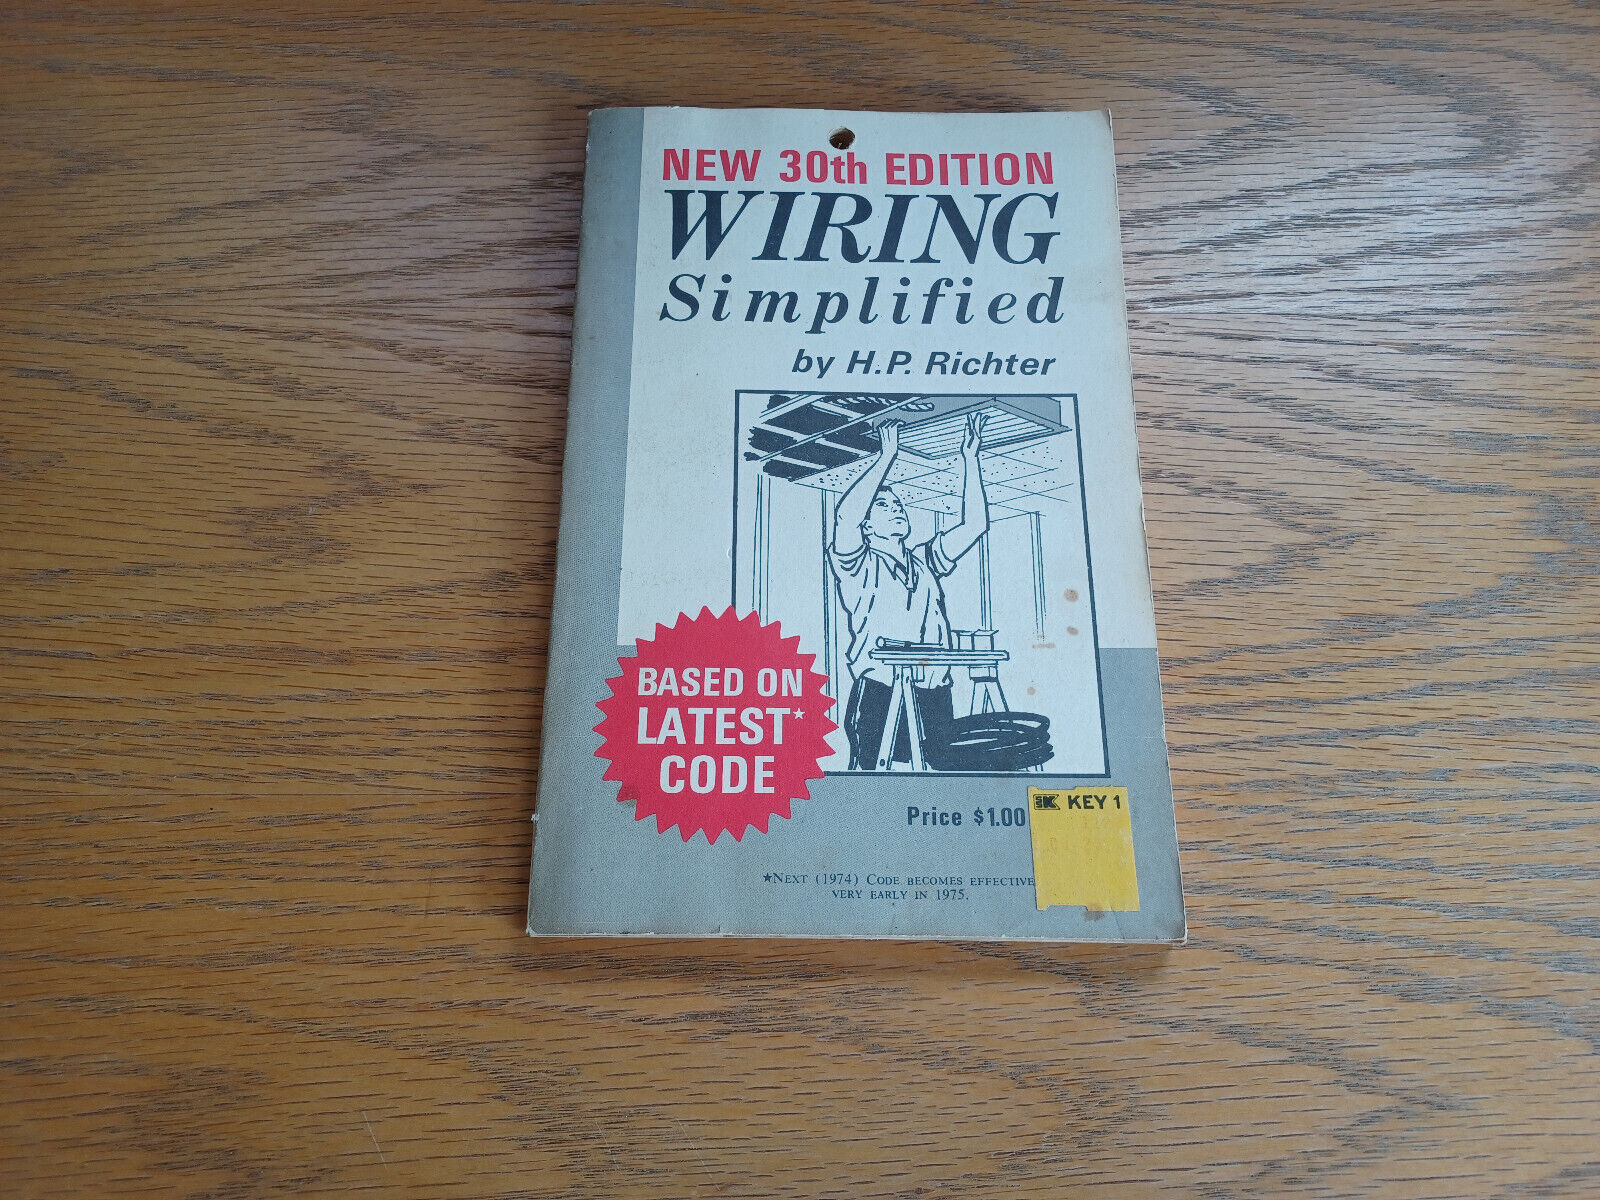 NEW 30th EDITION
WIRING
Simplified
by H.P. Richter
BASED ON
LATEST★
CODE
Price $1.00
KEY 1
★NEXT (1974) CODE BECOMES EFFECTIVE
VERY EARLY IN 1975.